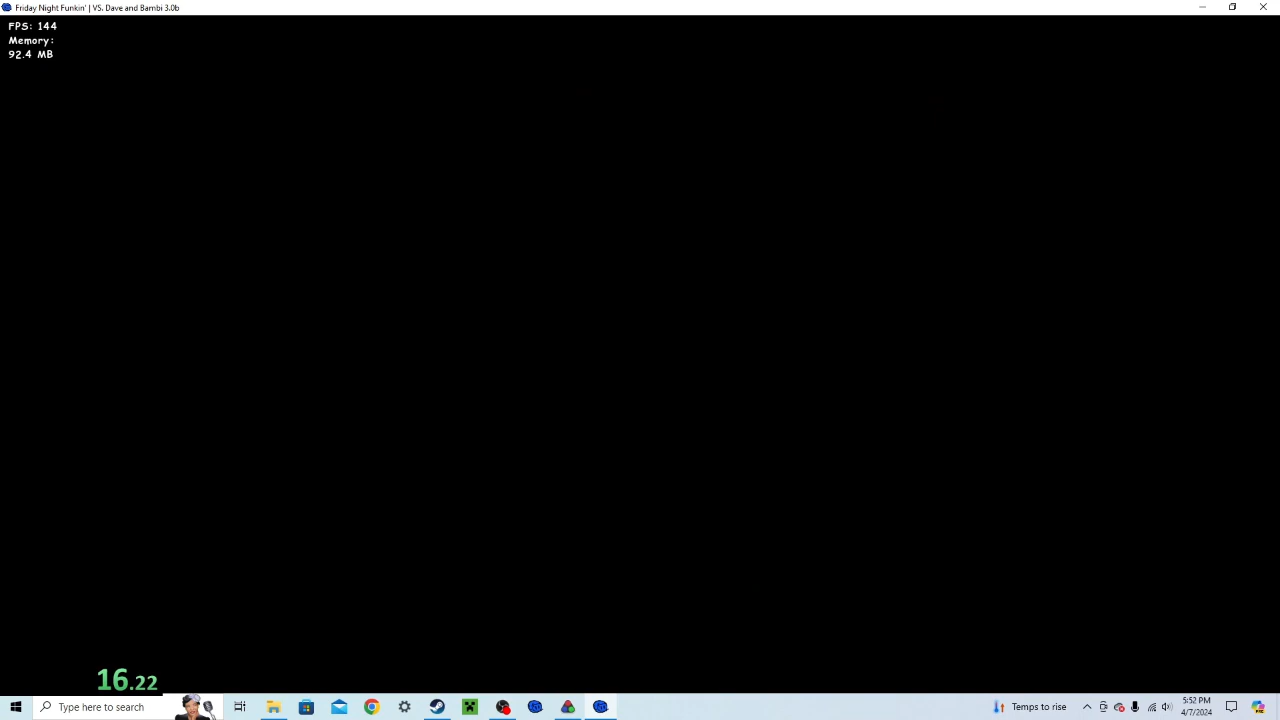 Friday Night Funkin' | VS. Dave and Bambi 3.0b
FPS: 144
Memory:
92.4 MB
16.22
Type here to search
Temps to rise
5:52 PM
4/7/2024